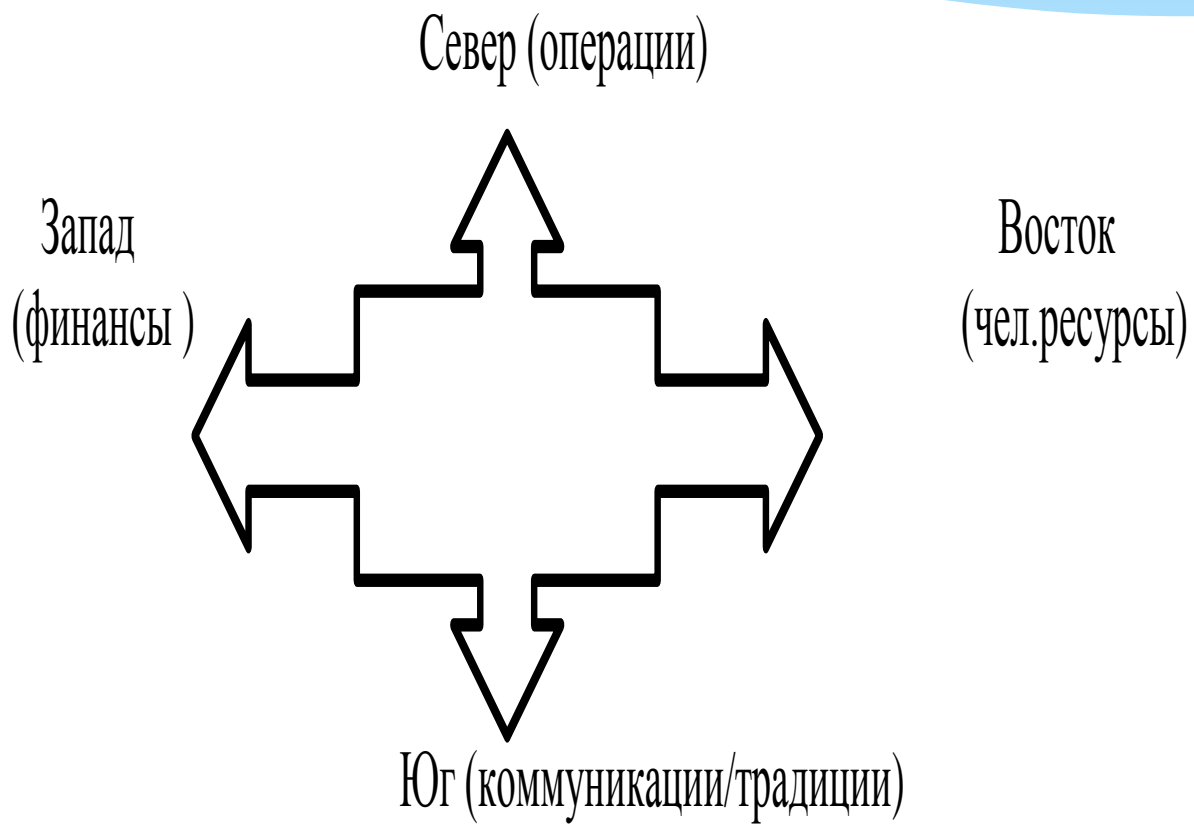 Север (операции)
Запад
(финансы )
Восток
(чел.ресурсы)
Юг (коммуникации/традиции)